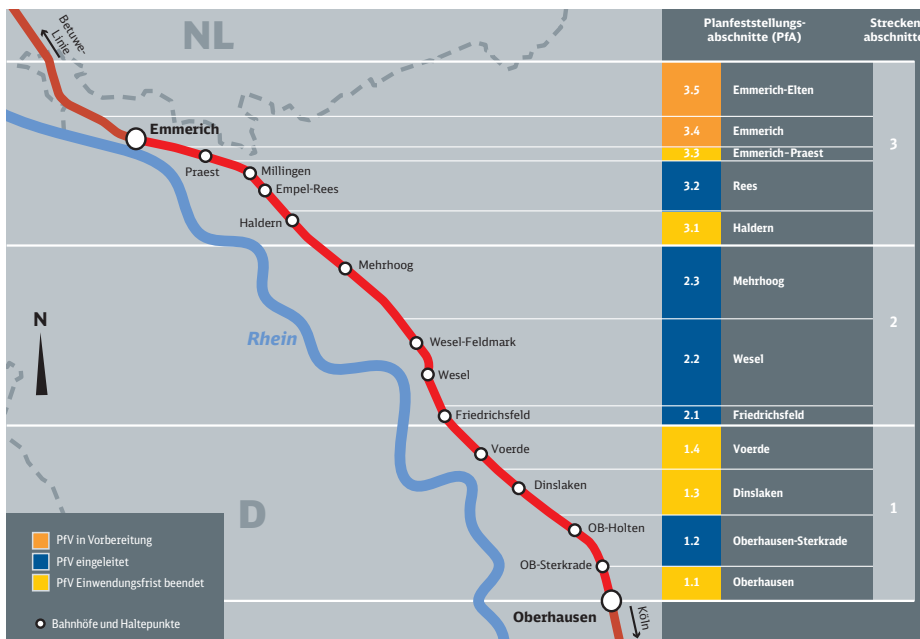 Betuwe-
Linie
NL
Emmerich
Praest
Millingen
Empel-Rees
Haldern
Mehrhoog
N
Rhein
Wesel-Feldmark
Wesel
Friedrichsfeld
Voerde
Dinslaken
D
OB-Holten
OB-Sterkrade
Oberhausen
Köln
PfV in Vorbereitung
PfV eingeleitet
PfV Einwendungsfrist beendet
Bahnhöfe und Haltepunkte
Planfeststellungs-
abschnitte (PfA)
Strecken
abschnitte
3.5 Emmerich-Elten
3.4 Emmerich
3.3 Emmerich-Praest
3.2 Rees
3.1 Haldern
3
2.3 Mehrhoog
2.2 Wesel
2.1 Friedrichsfeld
2
1.4 Voerde
1.3 Dinslaken
1.2 Oberhausen-Sterkrade
1.1 Oberhausen
1